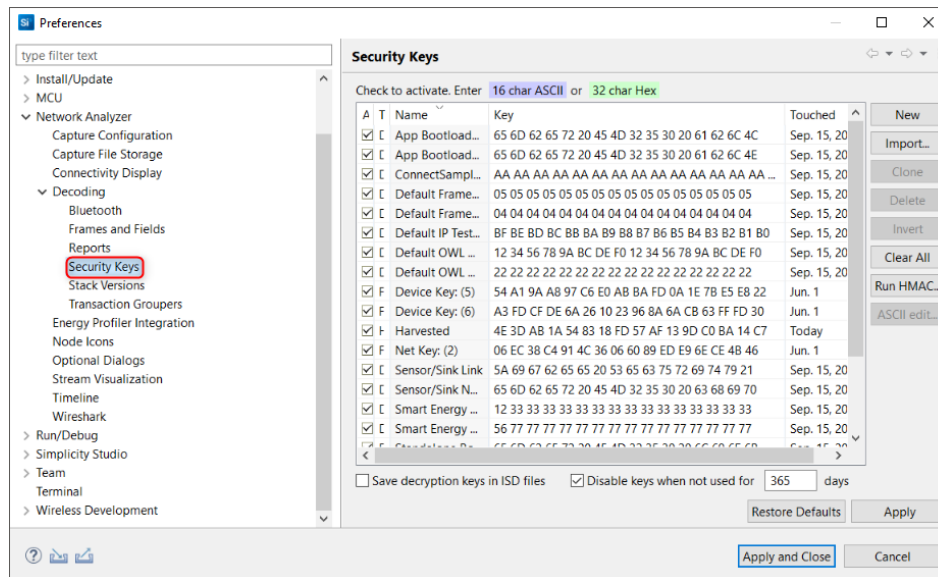 Si Preferences
type filter text
Install/Update
MCU
Network Analyzer
Capture Configuration
Capture File Storage
Connectivity Display
Decoding
Bluetooth
Frames and Fields
Reports
Security Keys
Stack Versions
Transaction Groupers
Energy Profiler Integration
Node Icons
Optional Dialogs
Stream Visualization
Timeline
Wireshark
Run/Debug
Simplicity Studio
Team
Terminal
Wireless Development
Security Keys
Check to activate. Enter 16 char ASCII or 32 char Hex
A T Name Key Touched
App Bootload... 65 6D 62 65 72 20 45 4D 32 35 30 20 61 62 6C 4C Sep. 15, 20
App Bootload... 65 6D 62 65 72 20 45 4D 32 35 30 20 61 62 6C 4E Sep. 15, 20
ConnectSampl... AA AA AA AA AA AA AA AA AA AA AA AA AA AA ... Sep. 15, 20
Default Frame... 05 05 05 05 05 05 05 05 05 05 05 05 05 05 05 05 Sep. 15, 20
Default Frame... 04 04 04 04 04 04 04 04 04 04 04 04 04 04 04 04 Sep. 15, 20
Default IP Test... BF BE BD BC BB BA B9 B8 B7 B6 B5 B4 B3 B2 B1 B0 Sep. 15, 20
Default OWL ... 12 34 56 78 9A BC DE F0 12 34 56 78 9A BC DE F0 Sep. 15, 20
Default OWL ... 22 22 22 22 22 22 22 22 22 22 22 22 22 22 22 22 Sep. 15, 20
Device Key: (5) 54 A1 9A A8 97 C6 E0 AB BA FD 0A 1E 7B E5 E8 22 Jun. 1
Device Key: (6) A3 FD CF DE 6A 26 10 23 96 8A 6A CB 63 FF FD 30 Jun. 1
Harvested 4E 3D AB 1A 54 83 18 FD 57 AF 13 9D C0 BA 14 C7 Today
Net Key: (2) 06 EC 38 C4 91 4C 36 06 60 89 ED E9 6E CE 4B 46 Jun. 1
Sensor/Sink Link 5A 69 67 62 65 65 20 53 65 63 75 72 69 74 79 21 Sep. 15, 20
Sensor/Sink N... 65 6D 62 65 72 20 45 4D 32 35 30 20 63 68 69 70 Sep. 15, 20
Smart Energy ... 12 33 33 33 33 33 33 33 33 33 33 33 33 33 33 33 Sep. 15, 20
Smart Energy ... 56 77 77 77 77 77 77 77 77 77 77 77 77 77 77 77 Sep. 15, 20
New
Import...
Clone
Delete
Invert
Clear All
Run HMAC..
ASCII edit...
Save decryption keys in ISD files Disable keys when not used for 365 days
Restore Defaults Apply
Apply and Close Cancel